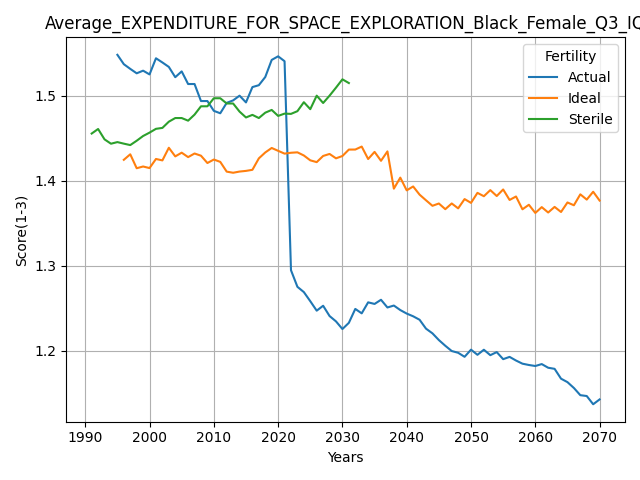 Average_EXPENDITURE_FOR_SPACE_EXPLORATION_Black_Female_Q3_IQ
Fertility
Actual
Ideal
Sterile
Score(1-3)
1.5
1.4
1.3
1.2
1990 2000 2010 2020 2030 2040 2050 2060 2070
Years